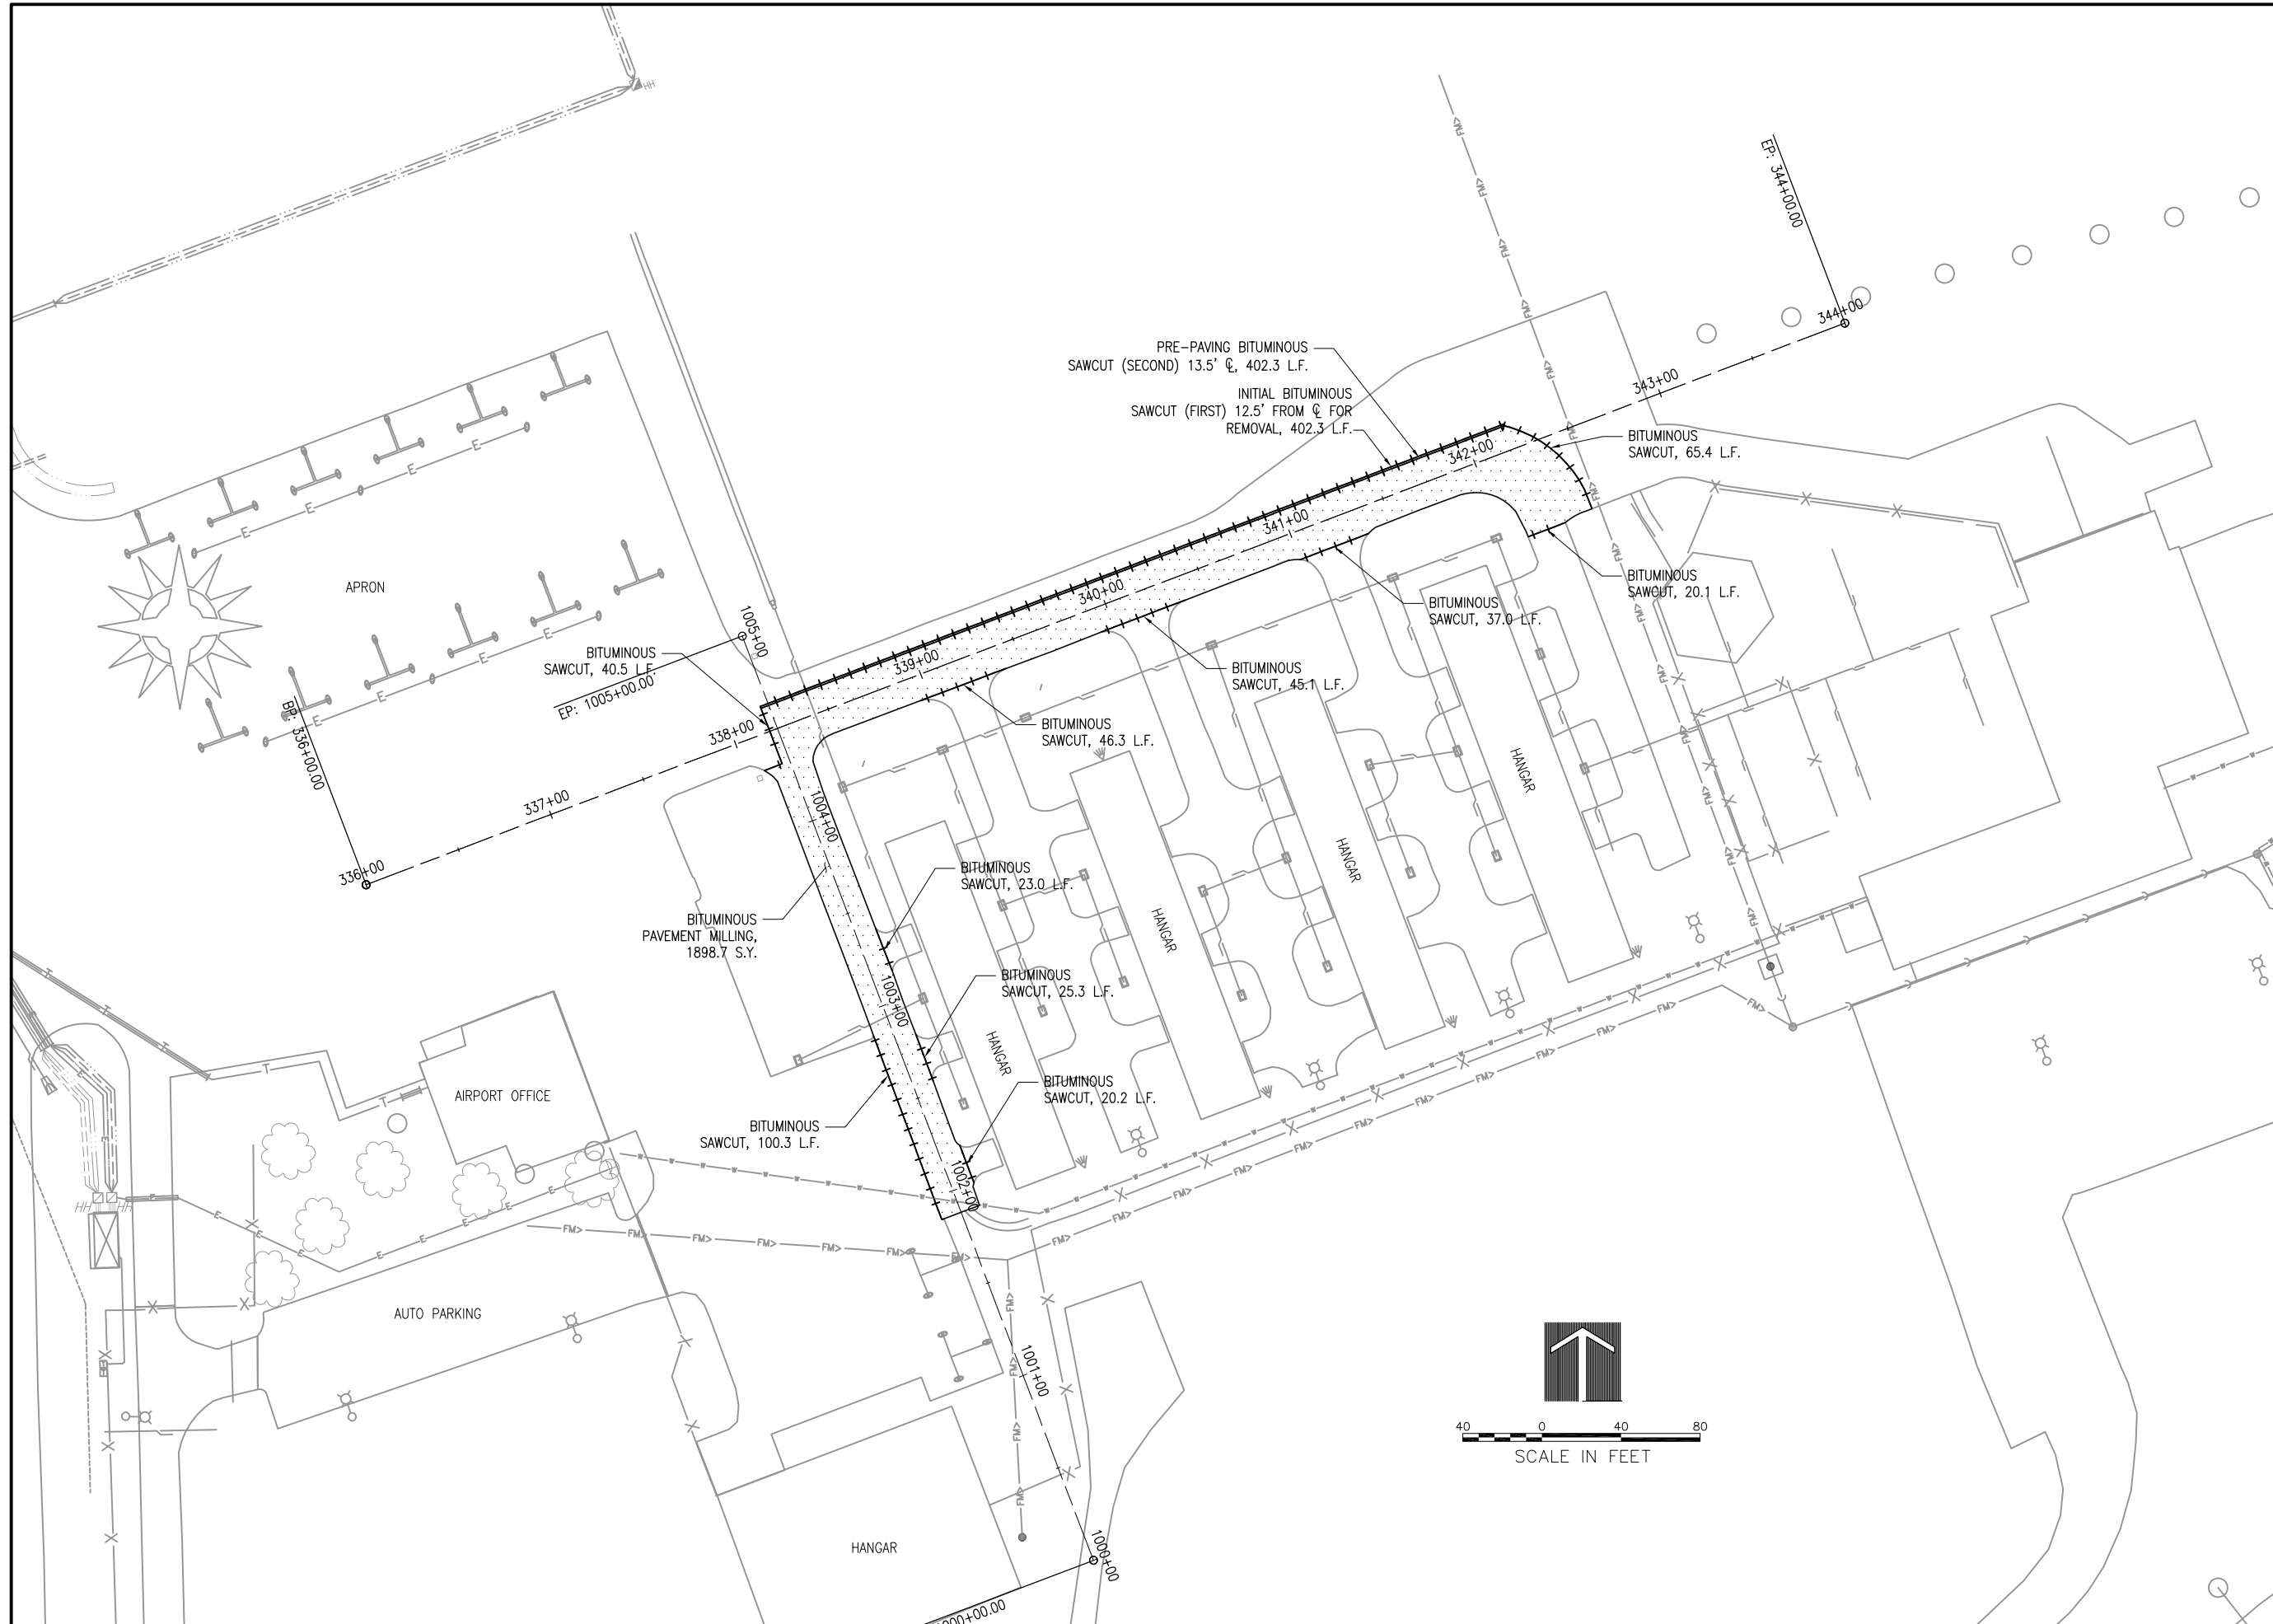 HH
EP: 344+00.00
344+00
343+00
PRE-PAVING BITUMINOUS
SAWCUT (SECOND) 13.5' ℄, 402.3 L.F.
INITIAL BITUMINOUS
SAWCUT (FIRST) 12.5' FROM ℄ FOR
REMOVAL, 402.3 L.F.
BITUMINOUS
SAWCUT, 65.4 L.F.
342+00
341+00
340+00
339+00
338+00
337+00
336+00
BP: 336+00.00
APRON
BITUMINOUS
SAWCUT, 20.1 L.F.
BITUMINOUS
SAWCUT, 37.0 L.F.
BITUMINOUS
SAWCUT, 45.1 L.F.
BITUMINOUS
SAWCUT, 46.3 L.F.
1005+00
BITUMINOUS
SAWCUT, 40.5 L.F.
EP: 1005+00.00
1004+00
BITUMINOUS
SAWCUT, 23.0 L.F.
BITUMINOUS
PAVEMENT MILLING,
1898.7 S.Y.
BITUMINOUS
SAWCUT, 25.3 L.F.
1003+00
BITUMINOUS
SAWCUT, 20.2 L.F.
BITUMINOUS
SAWCUT, 100.3 L.F.
1002+00
HANGAR
HANGAR
HANGAR
HANGAR
AIRPORT OFFICE
AUTO PARKING
1001+00
HANGAR
1000+00
000+00.00
40 0 40 80
SCALE IN FEET